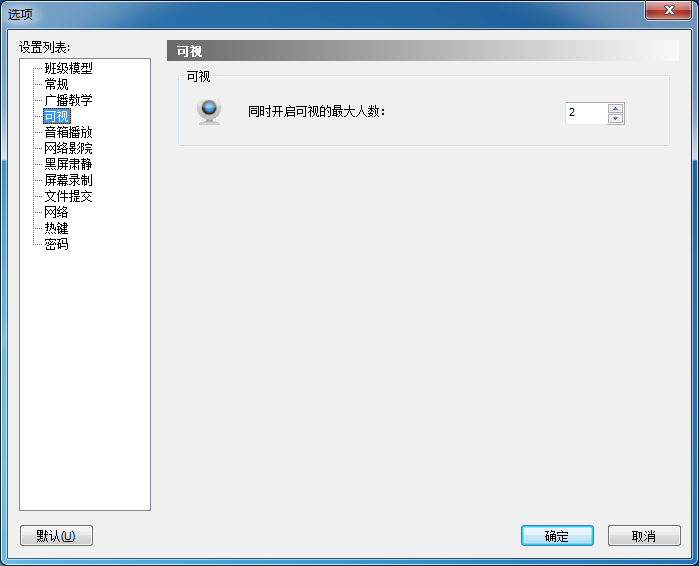 选项
设置列表:
班级模型
常规
广播教学
可视
音箱播放
网络影院
黑屏肃静
屏幕录制
文件提交
网络
热键
密码
可视
可视
同时开启可视的最大人数:
2
默认(U)
确定
取消